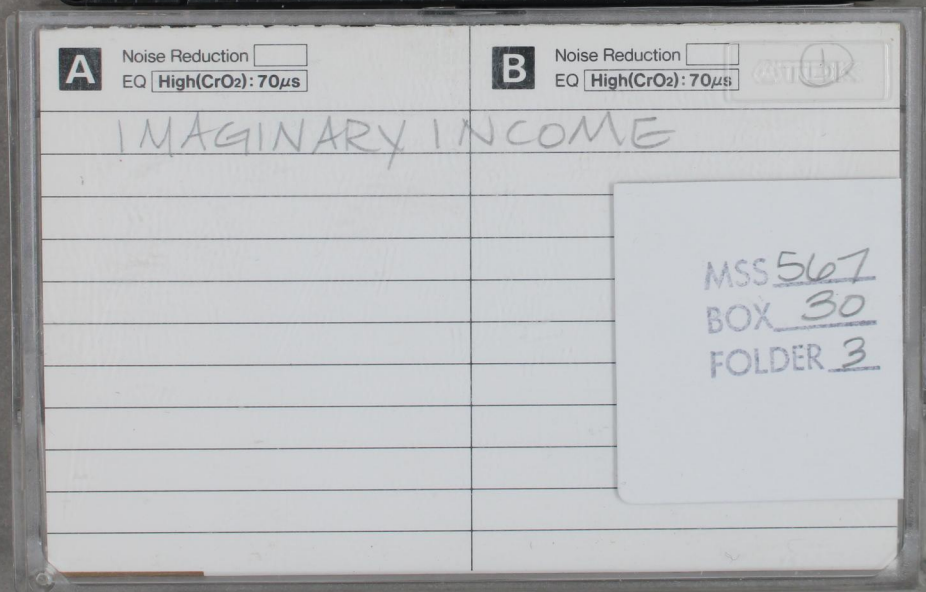 A Noise Reduction
EQ High(CrO2): 70μs
B Noise Reduction
EQ High(CrO2): 70μs
IMAGINARY INCOME
MSS 567
BOX 30
FOLDER 3